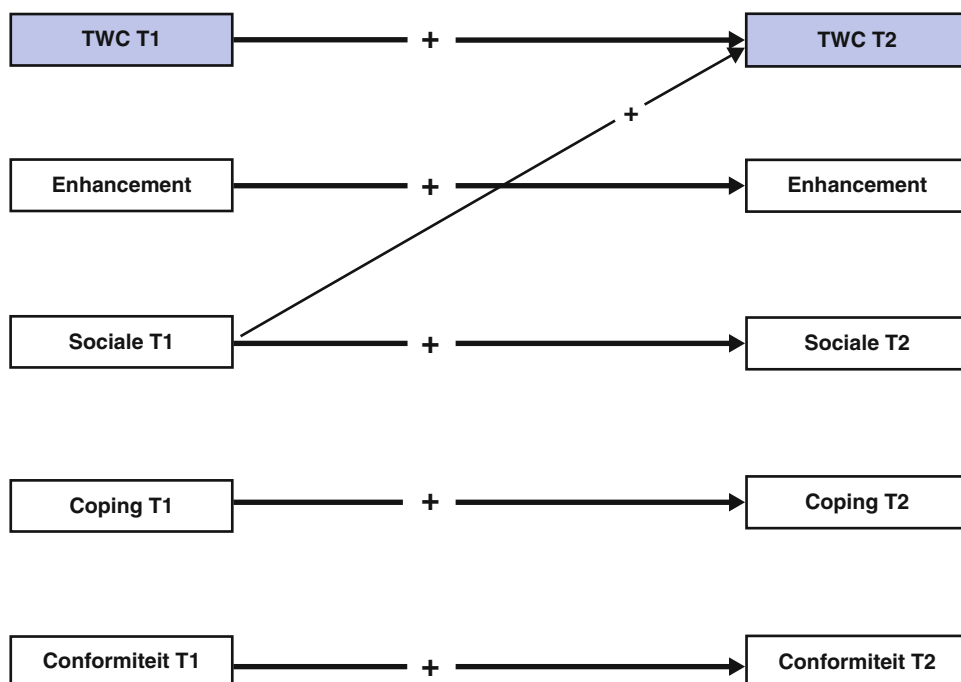 TWC T1 + TWC T2
+
Enhancement + Enhancement
Sociale T1 + Sociale T2
Coping T1 + Coping T2
Conformiteit T1 + Conformiteit T2